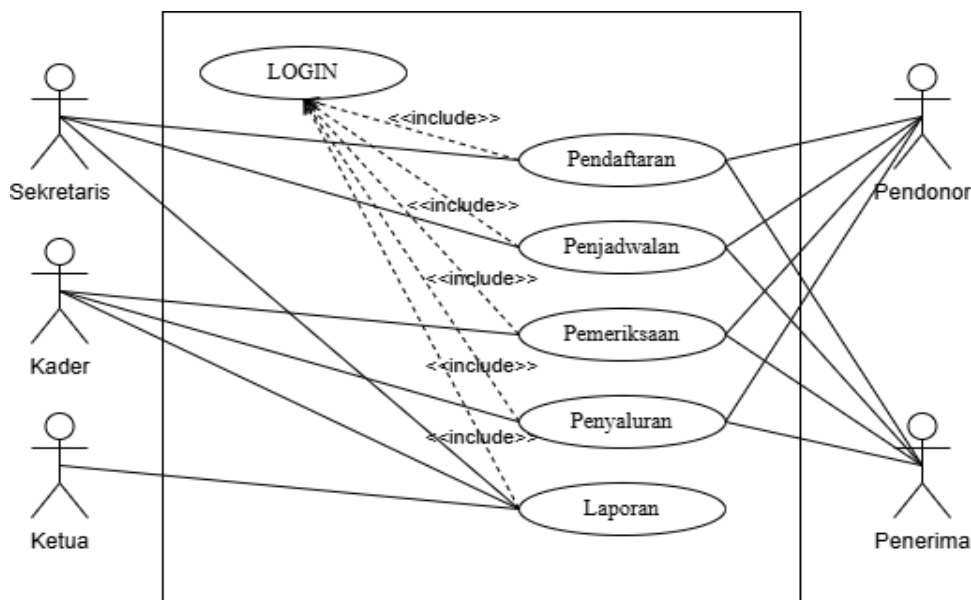 LOGIN
<<include>>
Pendaftaran
Sekretaris
Pendonor
<<include>>
Penjadwalan
<<include>>
Pemeriksaan
Kader
<<include>>
Penyaluran
<<include>>
Laporan
Ketua
Penerima